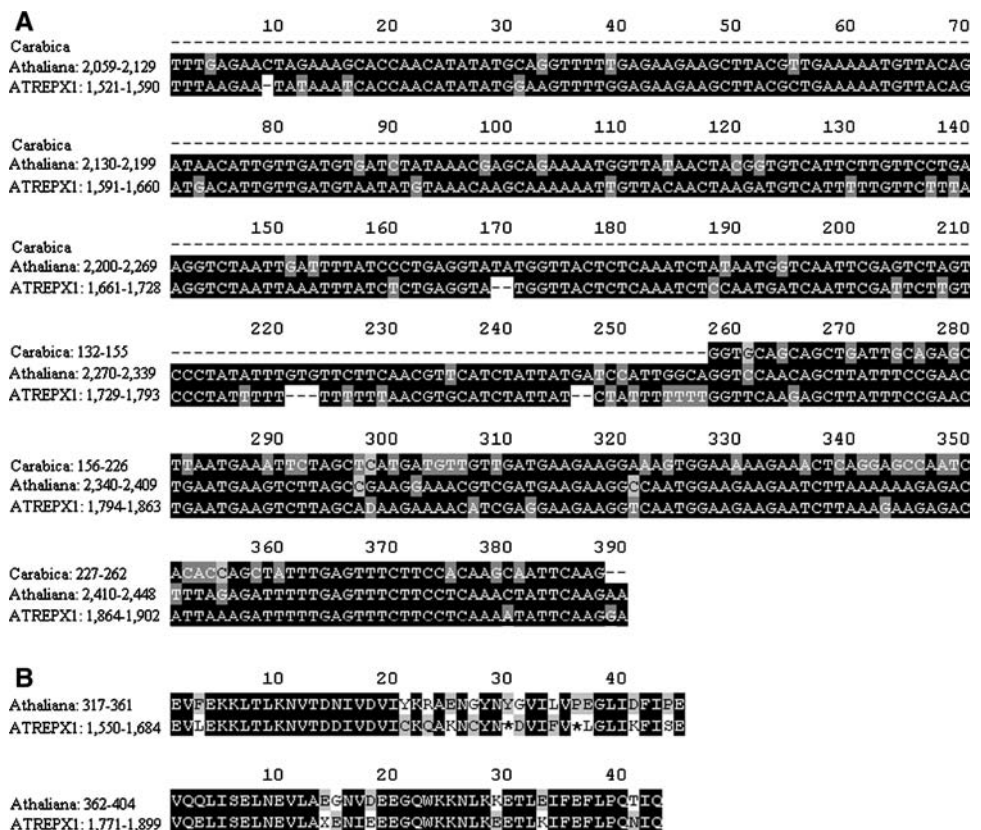 A
10 20 30 40 50 60 70
Carabica ----------------------------------------------------------------------
Athaliana: 2,059-2,129 TTTGAGAACTAGAAAGCACCAACATATATGCAGGTTTTTGAGAAGAAGCTTACGTTGAAAAATGTTACAG
ATREPX1: 1,521-1,590 TTTAAGAA-TATAAATCACCAACATATATGGAAGTTTTGGAGAAGAAGCTTACGCTGAAAAATGTTACAG
80 90 100 110 120 130 140
Carabica ----------------------------------------------------------------------
Athaliana: 2,130-2,199 ATAACATTGTTGATGTGATCTATAAACGAGCAGAAAATGGTTATAACTACGGTGTCATTCTTGTTCCTGA
ATREPX1: 1,591-1,660 ATGACATTGTTGATGTAATATGTAAACAAGCAAAAAATTGTTACAACTAAGATGTCATTTTTGTTCTTTA
150 160 170 180 190 200 210
Carabica ----------------------------------------------------------------------
Athaliana: 2,200-2,269 AGGTCTAATTGATTTTATCCCTGAGGTATATGGTTACTCTCAAATCTATAATGGTCAATTCGAGTCTAGT
ATREPX1: 1,661-1,728 AGGTCTAATTAAATTTATCTCTGAGGTA--TGGTTACTCTCAAATCTCCAATGATCAATTCGATTCTTGT
220 230 240 250 260 270 280
Carabica: 132-155 -----------------------------------------------GGTGCAGCAGCTGATTGCAGAGC
Athaliana: 2,270-2,339 CCCTATATTTGTGTTCTTCAACGTTCATCTATTATGATCCATTGGCAGGTCCAACAGCTTATTTCCGAAC
ATREPX1: 1,729-1,793 CCCTATTTTT---TTTTTTAACGTGCATCTATTAT--CTATTTTTTTGGTTCAAGAGCTTATTTCCGAAC
290 300 310 320 330 340 350
Carabica: 156-226 TTAATGAAATTCTAGCTCATGATGTTGTTGATGAAGAAGGAAAGTGGAAAAAGAAACTCAGGAGCCAATC
Athaliana: 2,340-2,409 TGAATGAAGTCTTAGCCGAAGGAAACGTCGATGAAGAAGGCCAATGGAAGAAGAATCTTAAAAAAGAGAC
ATREPX1: 1,794-1,863 TGAATGAAGTCTTAGCADAAGAAAACATCGAGGAAGAAGGTCAATGGAAGAAGAATCTTAAAGAAGAGAC
360 370 380 390
Carabica: 227-262 ACACCAGCTATTTGAGTTTCTTCCACAAGCAATTCAAG--
Athaliana: 2,410-2,448 TTTAGAGATTTTTGAGTTTCTTCCTCAAACTATTCAAGAA
ATREPX1: 1,864-1,902 ATTAAAGATTTTTGAGTTTCTTCCTCAAAATATTCAAGGA
B
10 20 30 40
Athaliana: 317-361 EVFEKKLTLKNVTDNIVDVIYKRAENGYNYGVILVPEGLIDFIPE
ATREPX1: 1,550-1,684 EVLEKKLTLKNVTDDIVDVICKQAKNCYN*DVIFV*LGLIKFISE
10 20 30 40
Athaliana: 362-404 VQQLISELNEVLAEGNVDEEGQWKKNLKKETLEIFEFLPQTIQ
ATREPX1: 1,771-1,899 VQELISELNEVLAXENIEEEGQWKKNLKEETLKIFEFLPQNIQ